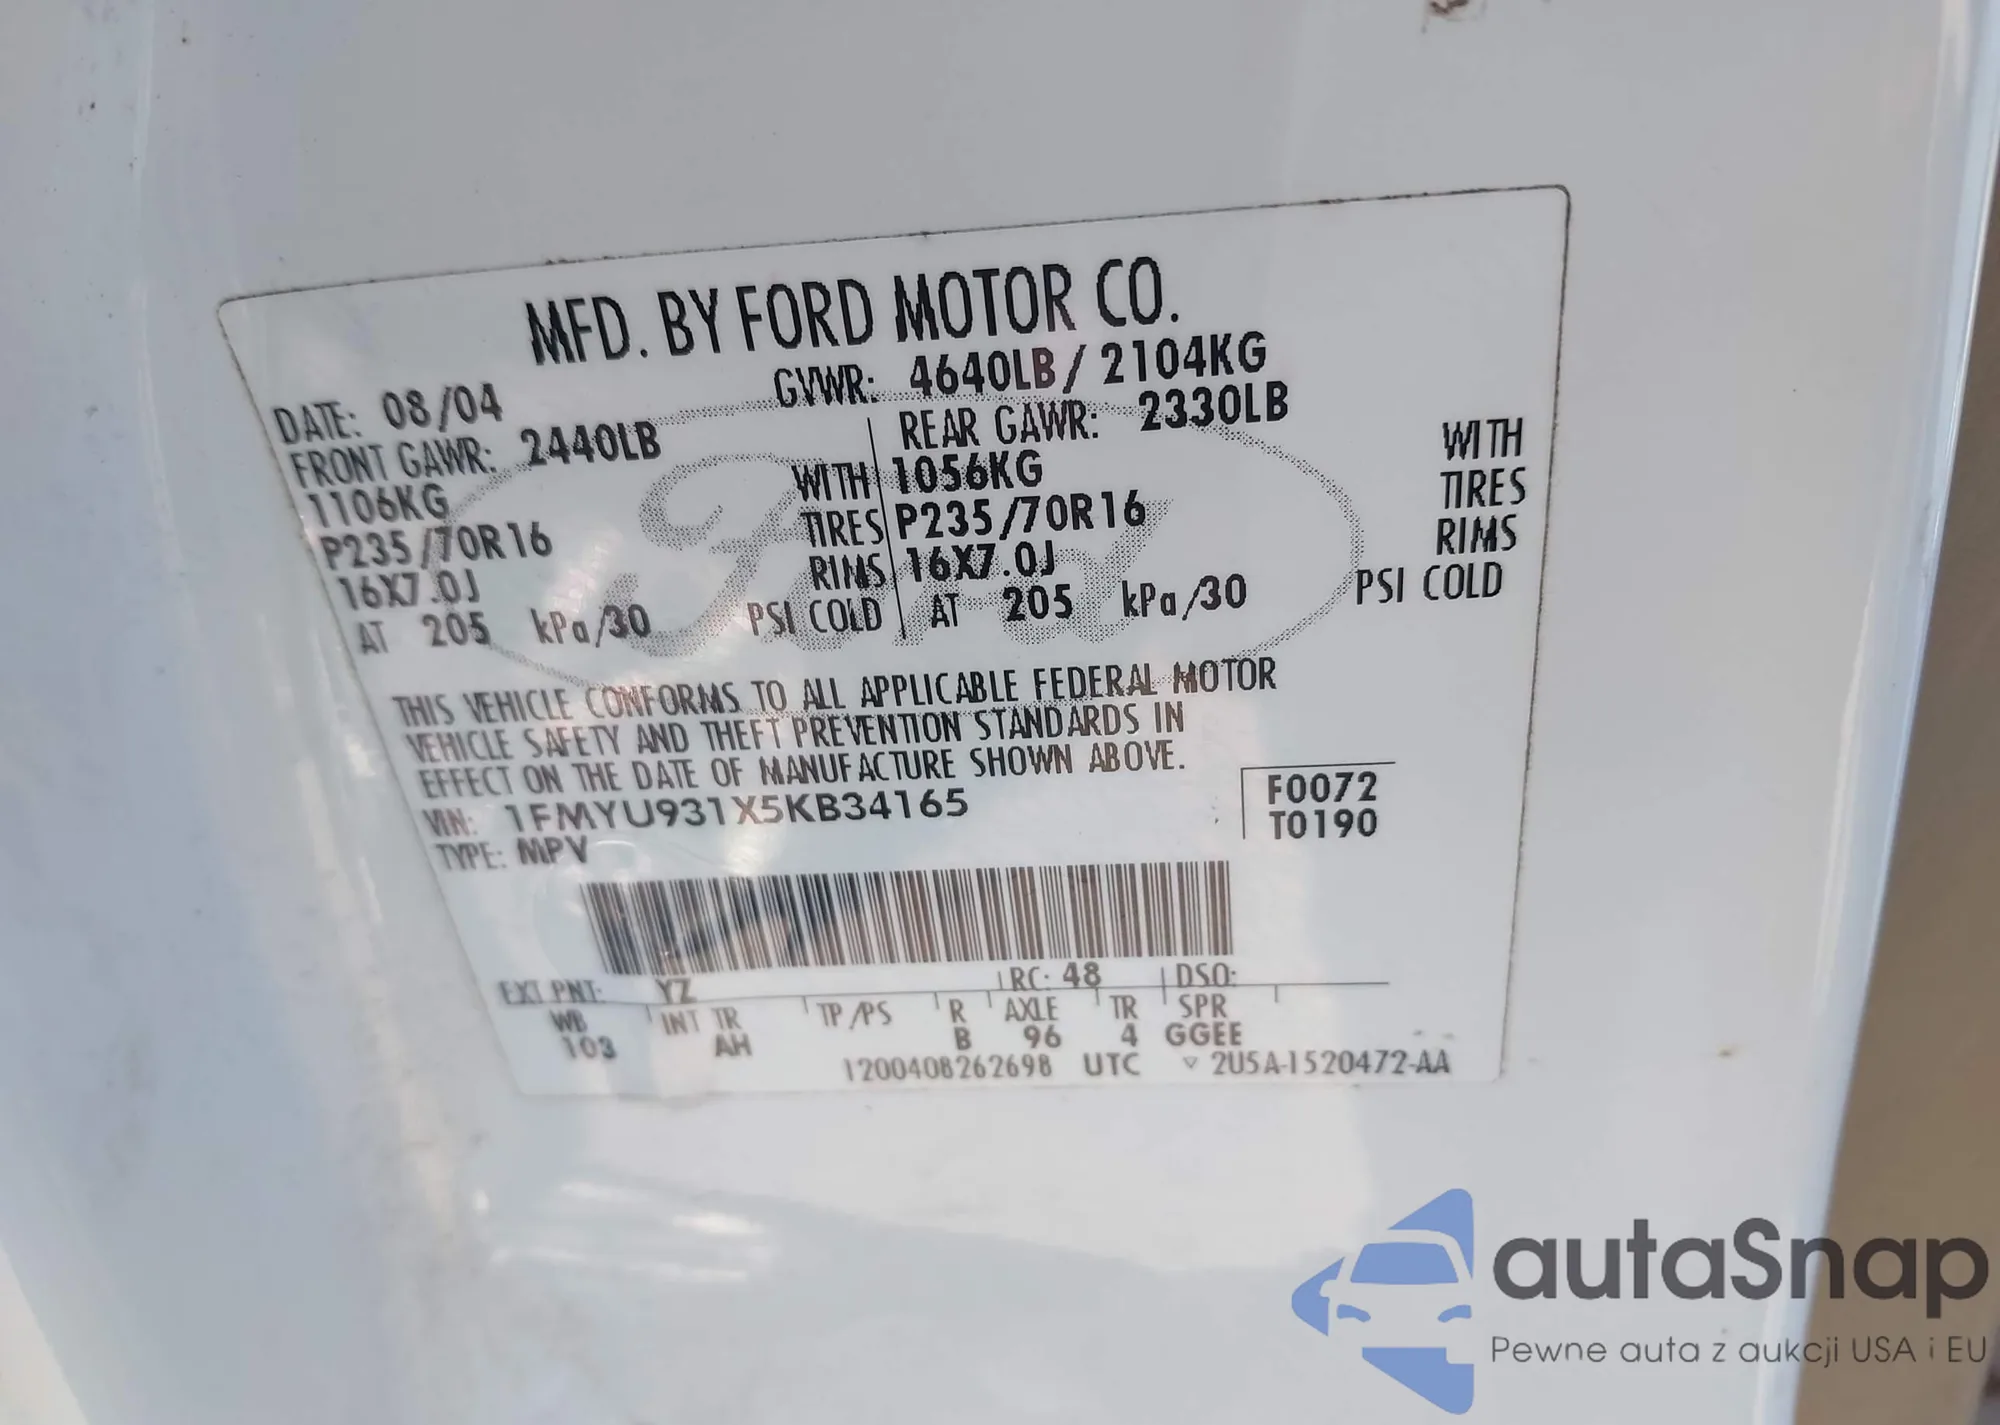 MFD. BY FORD MOTOR CO.
DATE: 08/04 GVWR: 4640LB / 2104KG
FRONT GAWR: 2440LB REAR GAWR: 2330LB
1106KG WITH 1056KG WITH
P235/70R16 TIRES P235/70R16 TIRES
16X7.0J RIMS 16X7.0J RIMS
AT 205 kPa/30 PSI COLD AT 205 kPa/30 PSI COLD
THIS VEHICLE CONFORMS TO ALL APPLICABLE FEDERAL MOTOR
VEHICLE SAFETY AND THEFT PREVENTION STANDARDS IN
EFFECT ON THE DATE OF MANUFACTURE SHOWN ABOVE.
VIN: 1FMYU931X5KB34165 F0072
TYPE: MPV T0190
EXT PNT: YZ RC: 48 DSO:
WB INT TR TP/PS R AXLE TR SPR
103 AH B 96 4 GGEE
1200408262698 UTC ▽ 2U5A-1520472-AA
Ford
autaSnap
Pewne auta z aukcji USA i EU